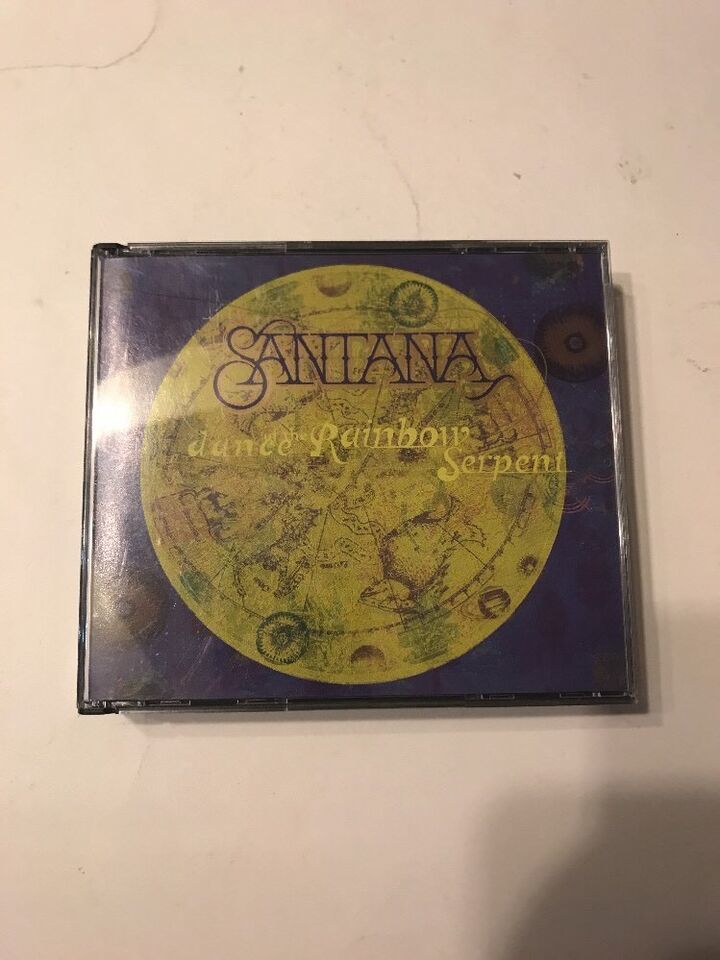 SANTANA
dance of the Rainbow
Serpent